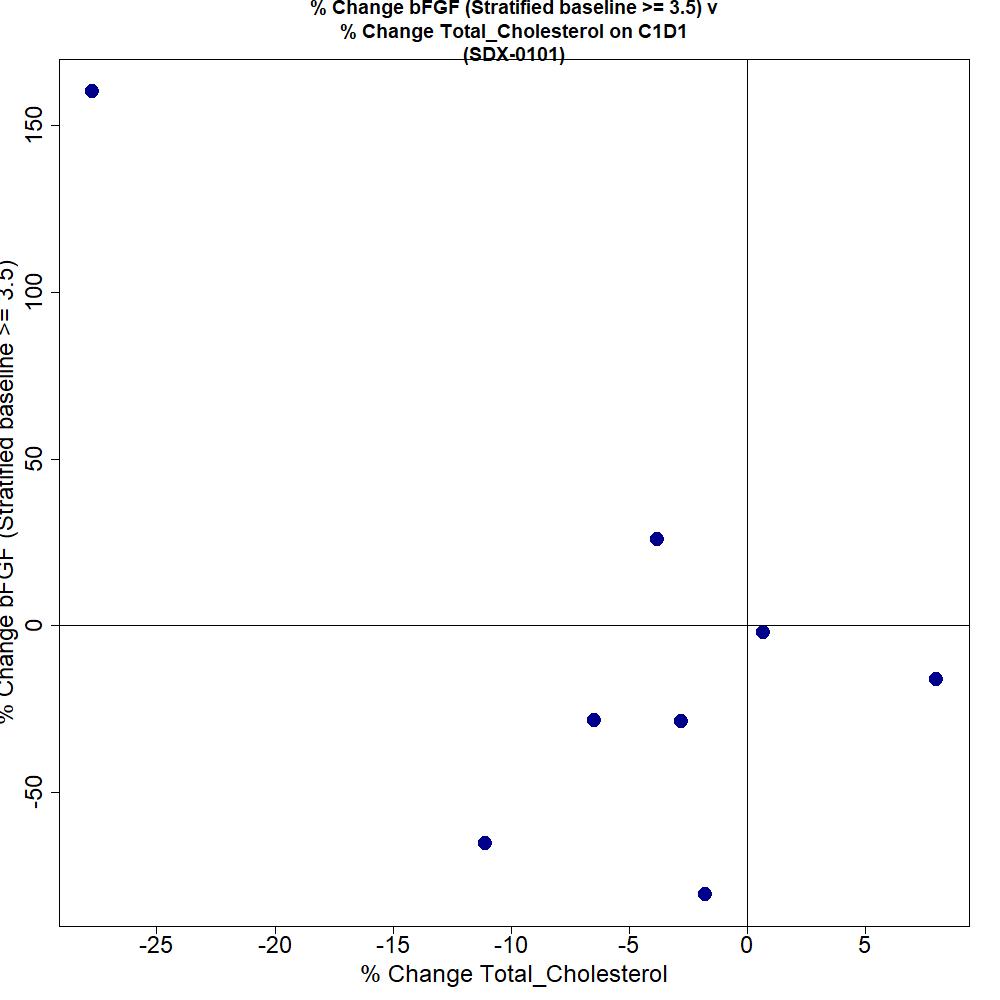 % Change bFGF (Stratified baseline >= 3.5) v
% Change Total_Cholesterol on C1D1
(SDX-0101)
% Change bFGF (Stratified baseline >= 3.5)
150
100
50
0
-50
-25 -20 -15 -10 -5 0 5
% Change Total_Cholesterol